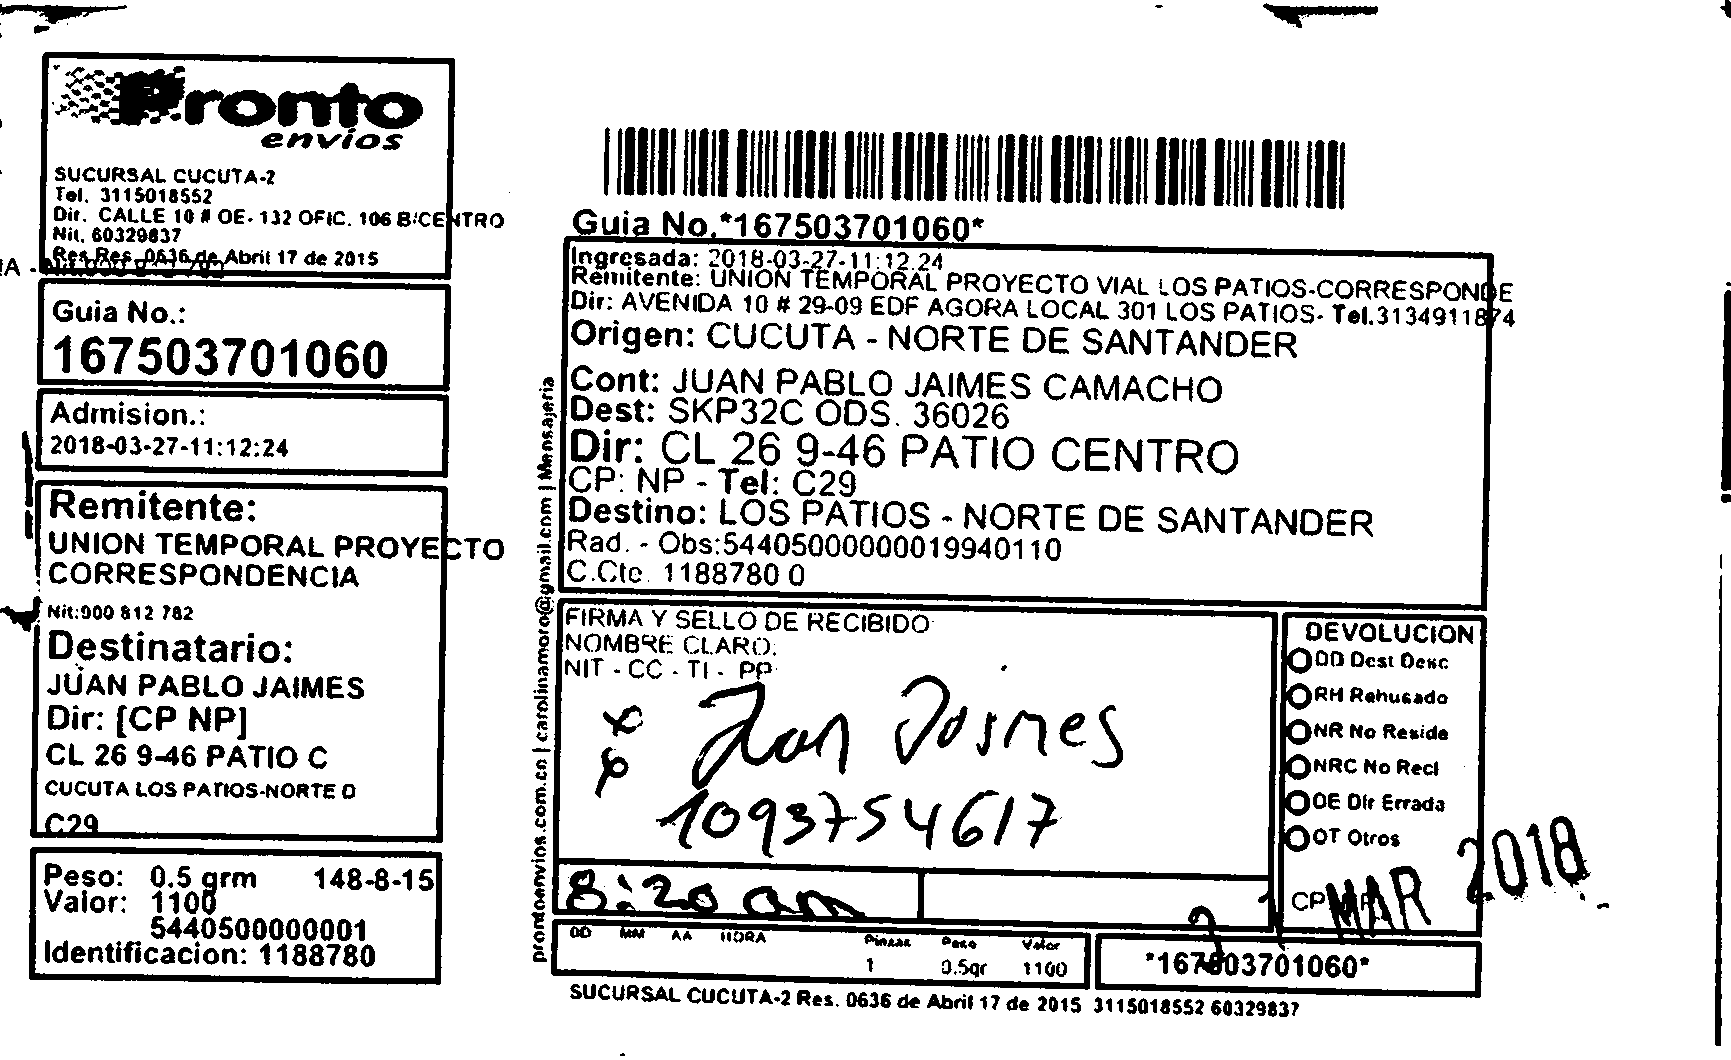 Pronto
envios
SUCURSAL CUCUTA-2
Tel. 3115018552
Dir. CALLE 10 # OE- 132 OFIC. 106 B/CENTRO
Nit. 60329837
Res.Res. 0636 de Abril 17 de 2015
Guia No.:
167503701060
Admision.:
2018-03-27-11:12:24
Remitente:
UNION TEMPORAL PROYECTO
CORRESPONDENCIA
Nit:900 812 782
Destinatario:
JUAN PABLO JAIMES
Dir: [CP NP]
CL 26 9-46 PATIO C
CUCUTA LOS PATIOS-NORTE D
C29
Peso: 0.5 grm 148-8-15
Valor: 1100
5440500000001
Identificacion: 1188780
prontoenvios.com.co | carolinamoro@gmail.com | Mensajeria
Guia No.*167503701060*
Ingresada: 2018-03-27-11:12:24
Remitente: UNION TEMPORAL PROYECTO VIAL LOS PATIOS-CORRESPONDE
Dir: AVENIDA 10 # 29-09 EDF AGORA LOCAL 301 LOS PATIOS- Tel.3134911874
Origen: CUCUTA - NORTE DE SANTANDER
Cont: JUAN PABLO JAIMES CAMACHO
Dest: SKP32C ODS. 36026
Dir: CL 26 9-46 PATIO CENTRO
CP: NP - Tel: C29
Destino: LOS PATIOS - NORTE DE SANTANDER
Rad. - Obs:54405000000019940110
C.Cte. 1188780 0
FIRMA Y SELLO DE RECIBIDO
NOMBRE CLARO:
NIT - CC - TI - PP
Juan Jaimes
1093754617
8:20 am
DD MM AA HORA
Piezas Peso Valor
1 0.5gr 1100
DEVOLUCION
DD Dest Desc
RH Rehusado
NR No Reside
NRC No Recl
DE Dir Errada
OT Otros
CP
MAR 2018
*167503701060*
SUCURSAL CUCUTA-2 Res. 0636 de Abril 17 de 2015 3115018552 60329837